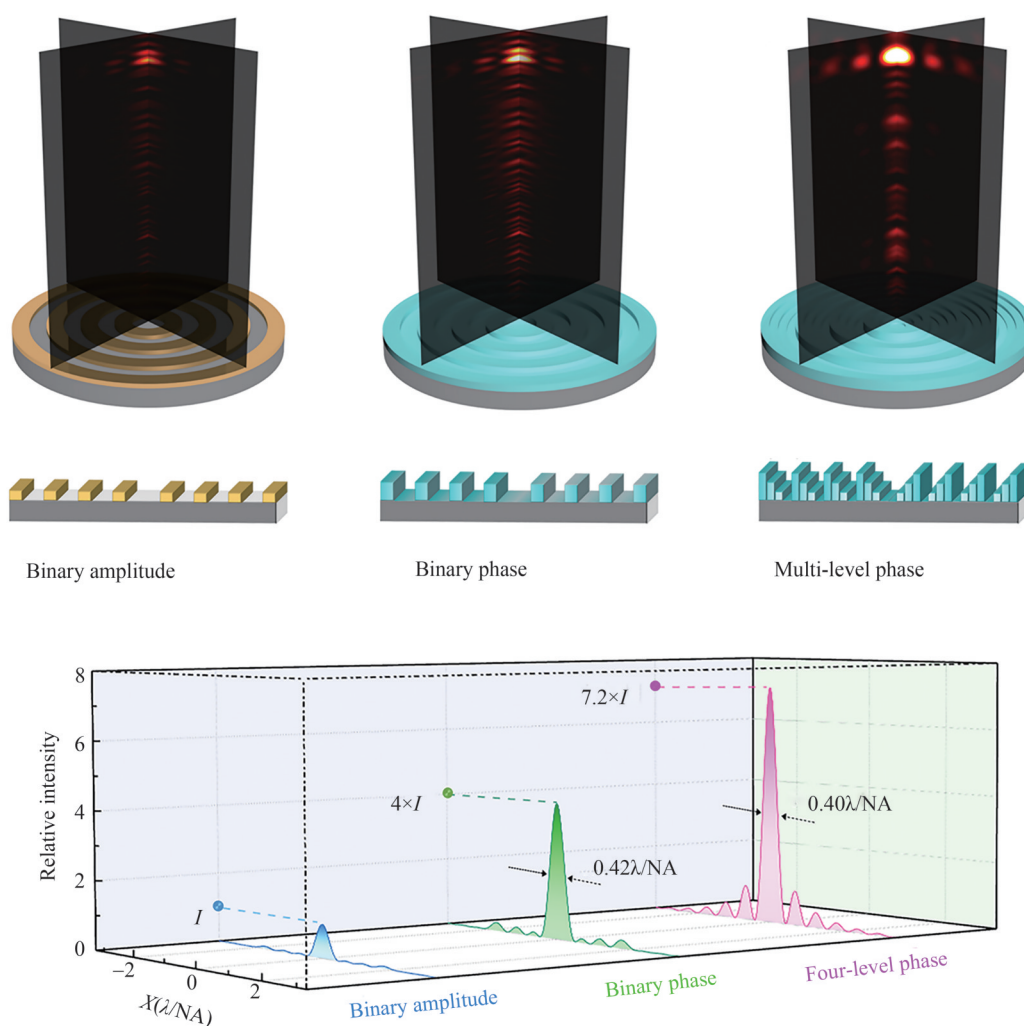 Binary amplitude
Binary phase
Multi-level phase
8
6
4
2
0
Relative intensity
−2
0
2
X(λ/NA)
I
4×I
7.2×I
0.42λ/NA
0.40λ/NA
Binary amplitude
Binary phase
Four-level phase